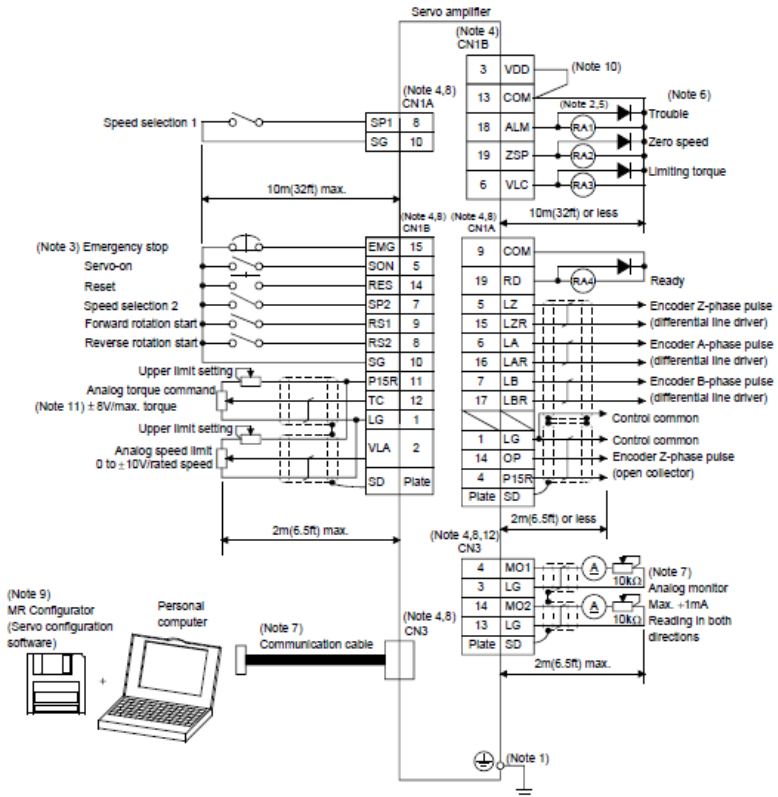 Servo amplifier
(Note 4)
CN1B
3 VDD (Note 10)
13 COM (Note 6)
(Note 2,5)
Trouble
18 ALM RA1
Zero speed
19 ZSP RA2
Limiting torque
6 VLC RA3
10m(32ft) or less
(Note 4,8)
CN1A
Speed selection 1 SP1 8
SG 10
10m(32ft) max.
(Note 4,8)
CN1B
(Note 3) Emergency stop EMG 15
Servo-on SON 5
Reset RES 14
Speed selection 2 SP2 7
Forward rotation start RS1 9
Reverse rotation start RS2 8
SG 10
Upper limit setting
P15R 11
Analog torque command
TC 12
(Note 11) ±8V/max. torque
LG 1
Upper limit setting
Analog speed limit
VLA 2
0 to ±10V/rated speed
SD Plate
2m(6.5ft) max.
(Note 4,8)
CN1A
9 COM
19 RD RA4 Ready
5 LZ Encoder Z-phase pulse
15 LZR (differential line driver)
6 LA Encoder A-phase pulse
16 LAR (differential line driver)
7 LB Encoder B-phase pulse
17 LBR (differential line driver)
Control common
1 LG Control common
14 OP Encoder Z-phase pulse
4 P15R (open collector)
Plate SD
2m(6.5ft) or less
(Note 4,8,12)
CN3
4 MO1 A 10kΩ
3 LG
14 MO2 A 10kΩ
13 LG
Plate SD
(Note 7)
Analog monitor
Max. +1mA
Reading in both
directions
2m(6.5ft) max.
(Note 9)
MR Configurator
(Servo configuration
software)
+
Personal
computer
(Note 7)
Communication cable
(Note 4,8)
CN3
(Note 1)